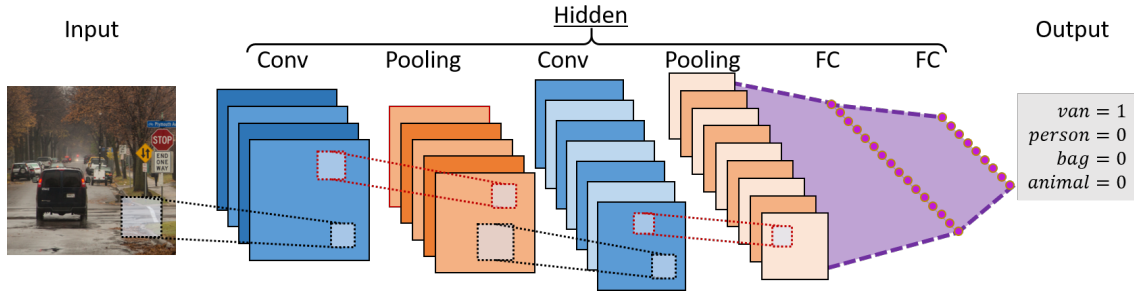 Hidden
Input
Output
Conv
Pooling
Conv
Pooling
FC
FC
STOP
END
ONE
WAY
van = 1
person = 0
bag = 0
animal = 0